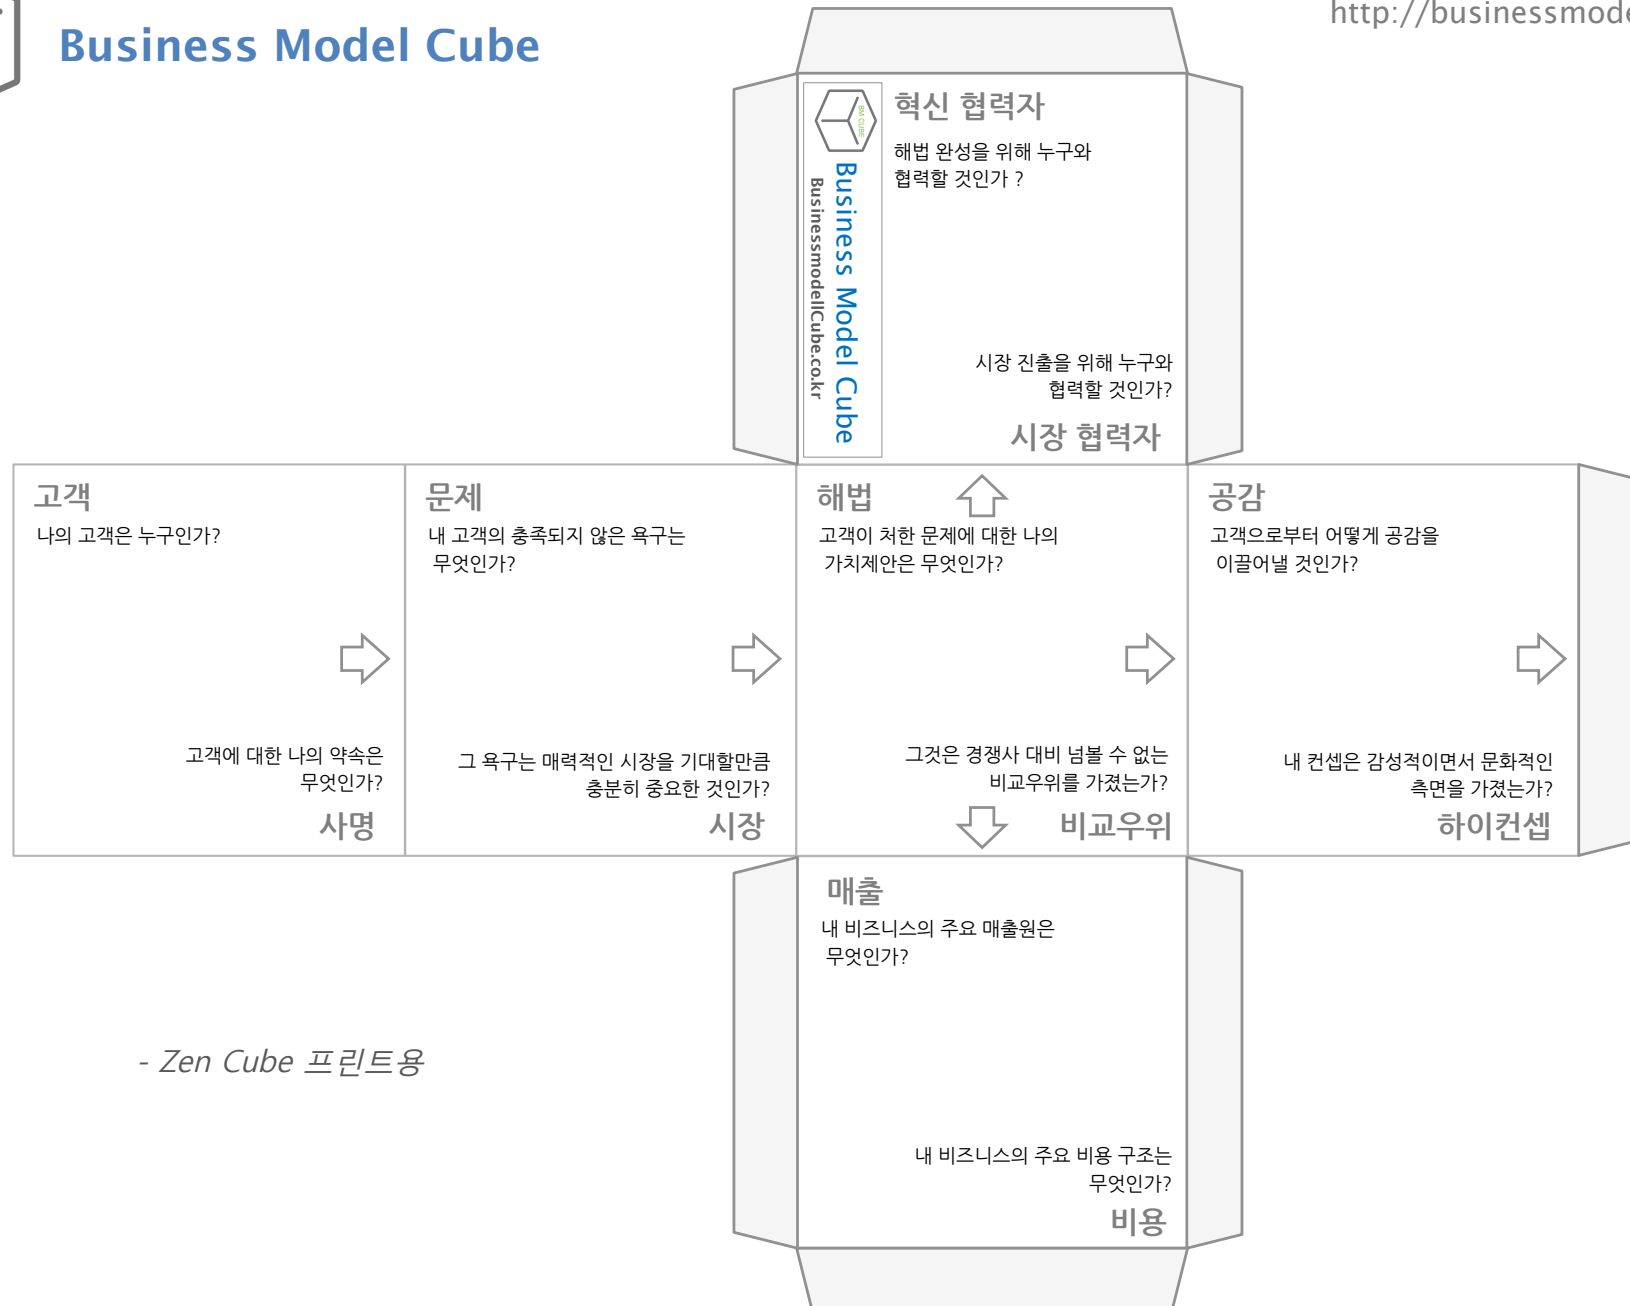 Business Model Cube
http://businessmode
BM CUBE
Business Model Cube
BusinessmodellCube.co.kr
혁신 협력자
해법 완성을 위해 누구와
협력할 것인가 ?
시장 진출을 위해 누구와
협력할 것인가?
시장 협력자
고객
나의 고객은 누구인가?
고객에 대한 나의 약속은
무엇인가?
사명
문제
내 고객의 충족되지 않은 욕구는
무엇인가?
그 욕구는 매력적인 시장을 기대할만큼
충분히 중요한 것인가?
시장
해법
고객이 처한 문제에 대한 나의
가치제안은 무엇인가?
그것은 경쟁사 대비 넘볼 수 없는
비교우위를 가졌는가?
비교우위
공감
고객으로부터 어떻게 공감을
이끌어낼 것인가?
내 컨셉은 감성적이면서 문화적인
측면을 가졌는가?
하이컨셉
매출
내 비즈니스의 주요 매출원은
무엇인가?
내 비즈니스의 주요 비용 구조는
무엇인가?
비용
- Zen Cube 프린트용